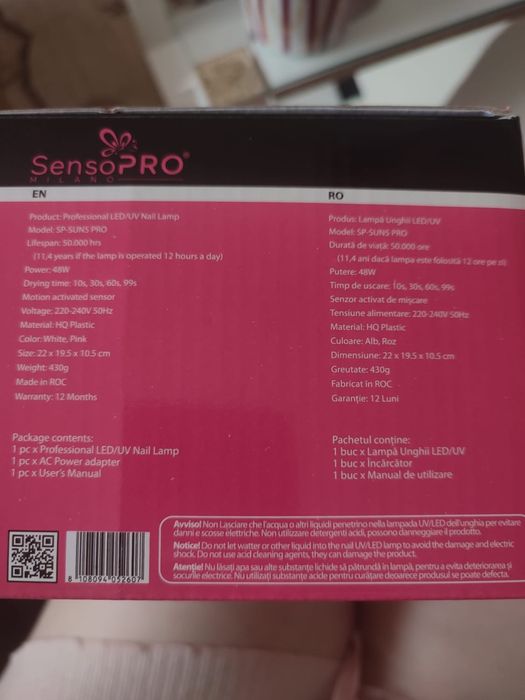 SensoPRO®
MILANO
EN
Product: Professional LED/UV Nail Lamp
Model: SP-SUN5 PRO
Lifespan: 50.000 hrs
(11,4 years if the lamp is operated 12 hours a day)
Power: 48W
Drying time: 10s, 30s, 60s, 99s
Motion activated sensor
Voltage: 220-240V 50Hz
Material: HQ Plastic
Color: White, Pink
Size: 22 x 19.5 x 10.5 cm
Weight: 430g
Made in ROC
Warranty: 12 Months
Package contents:
1 pc x Professional LED/UV Nail Lamp
1 pc x AC Power adapter
1 pc x User's Manual
RO
Produs: Lampă Unghii LED/UV
Model: SP-SUN5 PRO
Durată de viață: 50.000 ore
(11,4 ani dacă lampa este folosită 12 ore pe zi)
Putere: 48W
Timp de uscare: 10s, 30s, 60s, 99s
Senzor activat de mișcare
Tensiune alimentare: 220-240V 50Hz
Material: HQ Plastic
Culoare: Alb, Roz
Dimensiune: 22 x 19.5 x 10.5 cm
Greutate: 430g
Fabricat în ROC
Garanție: 12 Luni
Pachetul conține:
1 buc x Lampă Unghii LED/UV
1 buc x Încărcător
1 buc x Manual de utilizare
Avviso! Non Lasciare che l'acqua o altri liquidi penetrino nella lampada UV/LED dell'unghia per evitare
danni e scosse elettriche. Non utilizzare detergenti acidi, possono danneggiare il prodotto.
Notice! Do not let watter or other liquid into the nail UV/LED lamp to avoid the damage and electric
shock. Do not use acid cleaning agents, they can damage the product.
Atenție! Nu lăsați apa sau alte substanțe lichide să pătrundă în lampă, pentru a evita deteriorarea și
socurile electrice. Nu utilizați substanțe acide pentru curățare deoarece produsul se poate defecta.
8 108094 052607